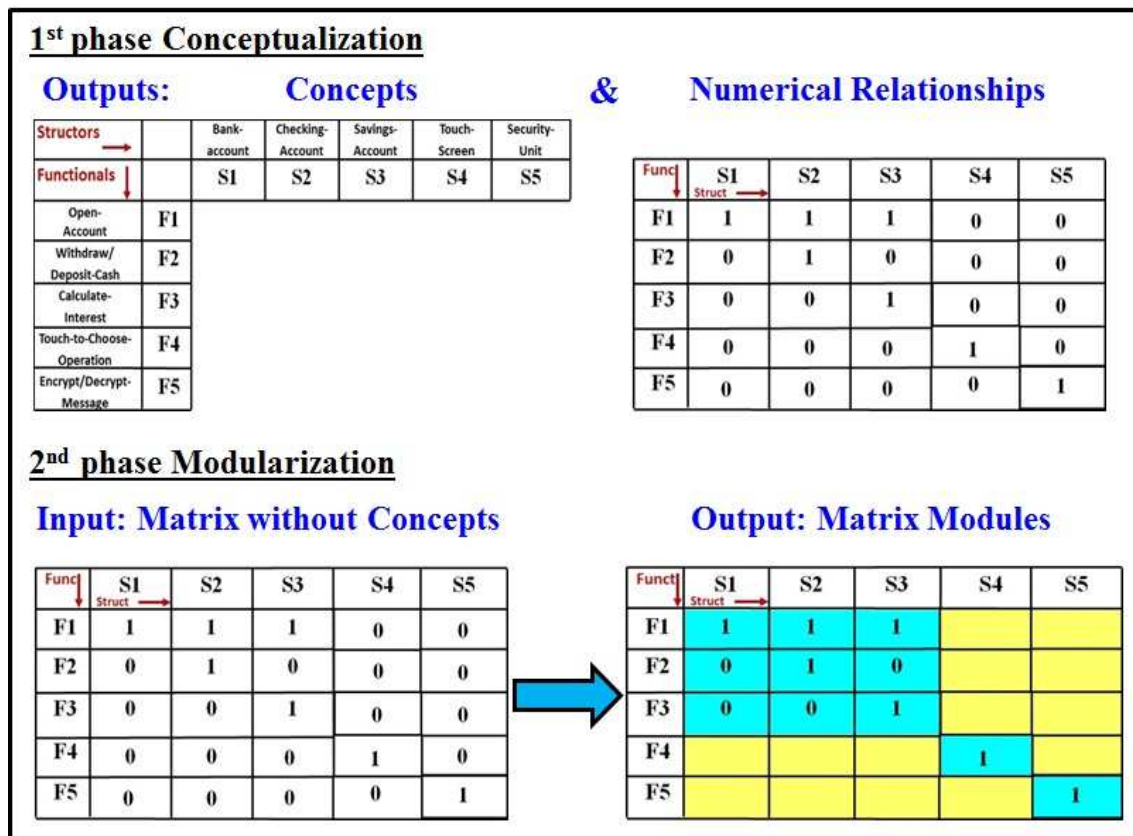 1st phase Conceptualization
Outputs: Concepts & Numerical Relationships
Structors Bank-account Checking-Account Savings-Account Touch-Screen Security-Unit
Functionals S1 S2 S3 S4 S5
Open-Account F1
Withdraw/Deposit-Cash F2
Calculate-Interest F3
Touch-to-Choose-Operation F4
Encrypt/Decrypt-Message F5
Func S1 S2 S3 S4 S5
Struct
F1 1 1 1 0 0
F2 0 1 0 0 0
F3 0 0 1 0 0
F4 0 0 0 1 0
F5 0 0 0 0 1
2nd phase Modularization
Input: Matrix without Concepts
Func S1 S2 S3 S4 S5
Struct
F1 1 1 1 0 0
F2 0 1 0 0 0
F3 0 0 1 0 0
F4 0 0 0 1 0
F5 0 0 0 0 1
Output: Matrix Modules
Funct S1 S2 S3 S4 S5
Struct
F1 1 1 1
F2 0 1 0
F3 0 0 1
F4 1
F5 1